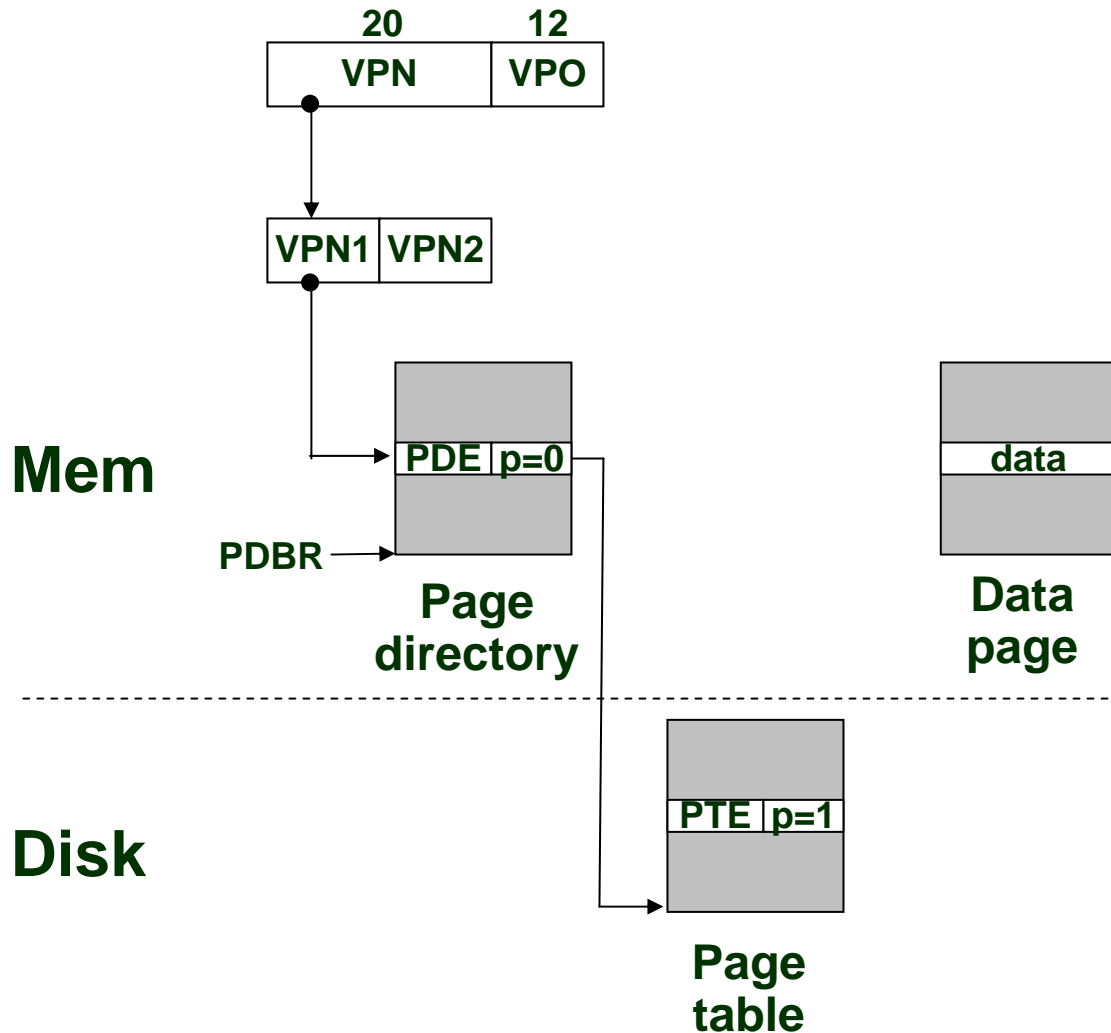 20 12
VPN VPO
VPN1 VPN2
Mem
PDE p=0
data
PDBR
Page
directory
Data
page
PTE p=1
Disk
Page
table